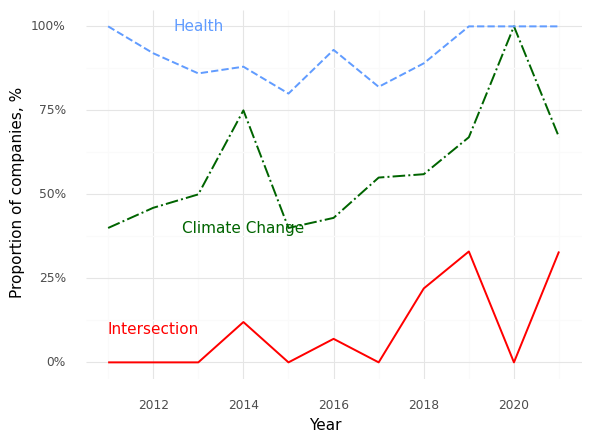 100%
Health
75%
50%
Climate Change
25%
Intersection
0%
2012 2014 2016 2018 2020
Year
Proportion of companies, %